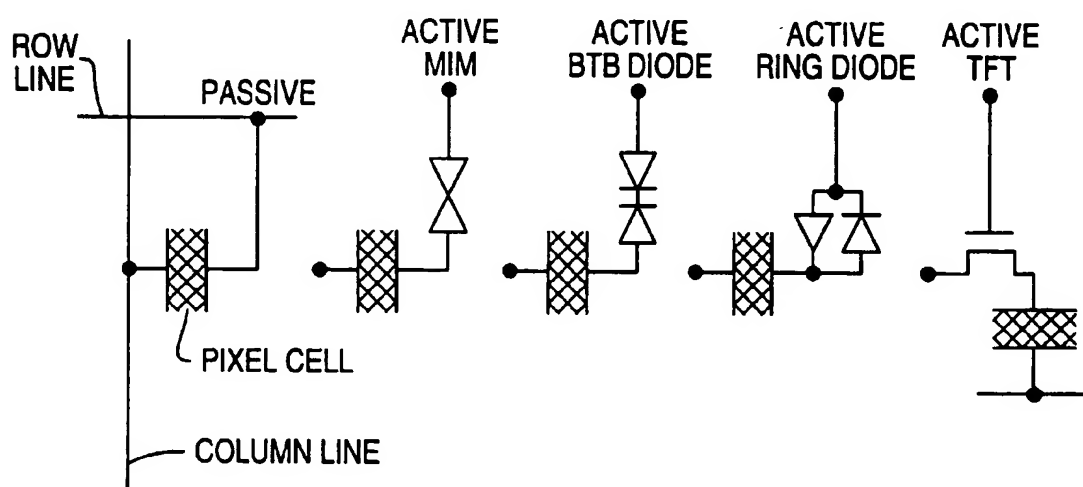 ROW
LINE
PASSIVE
ACTIVE
MIM
ACTIVE
BTB DIODE
ACTIVE
RING DIODE
ACTIVE
TFT
PIXEL CELL
COLUMN LINE